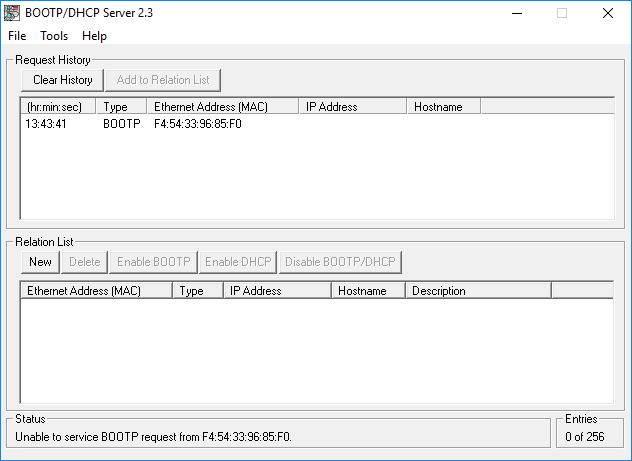 BOOTP/DHCP Server 2.3
File Tools Help
Request History
Clear History Add to Relation List
(hr:min:sec) Type Ethernet Address (MAC) IP Address Hostname
13:43:41 BOOTP F4:54:33:96:85:F0
Relation List
New Delete Enable BOOTP Enable DHCP Disable BOOTP/DHCP
Ethernet Address (MAC) Type IP Address Hostname Description
Status Entries
Unable to service BOOTP request from F4:54:33:96:85:F0. 0 of 256